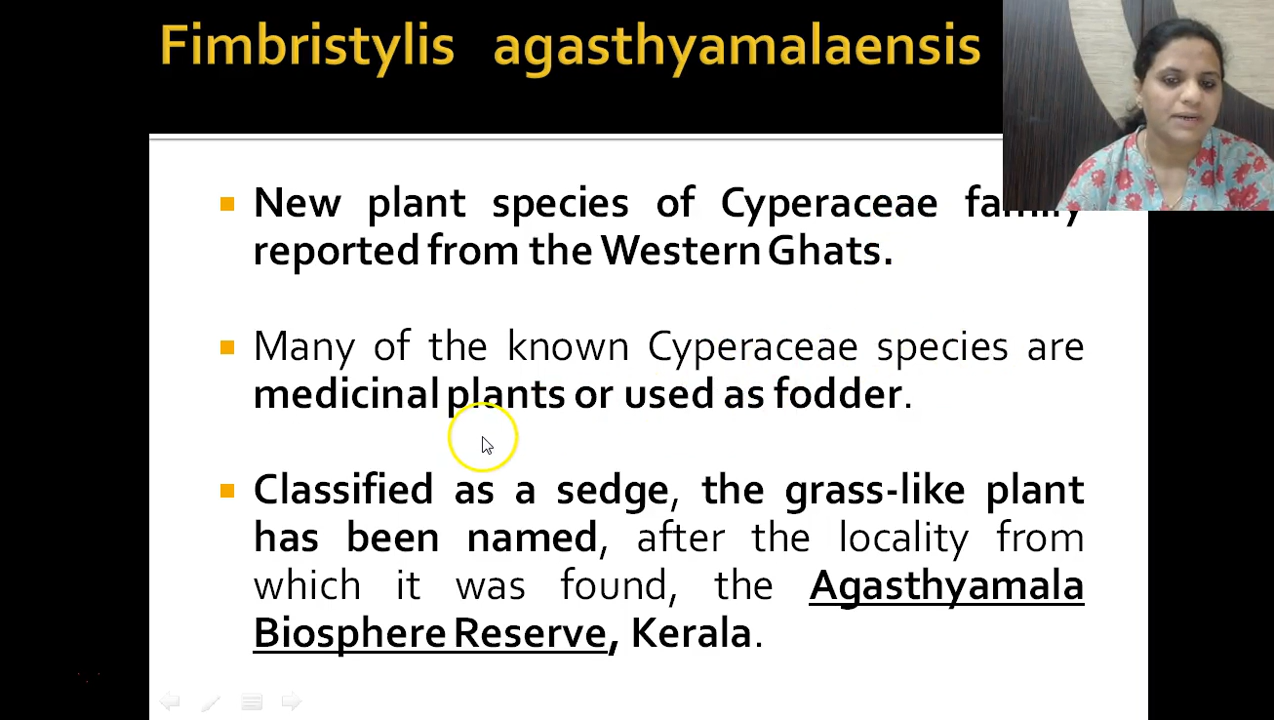 Fimbristylis agasthyamalaensis
New plant species of Cyperaceae family
reported from the Western Ghats.
Many of the known Cyperaceae species are
medicinal plants or used as fodder.
Classified as a sedge, the grass-like plant
has been named, after the locality from
which it was found, the Agasthyamala
Biosphere Reserve, Kerala.